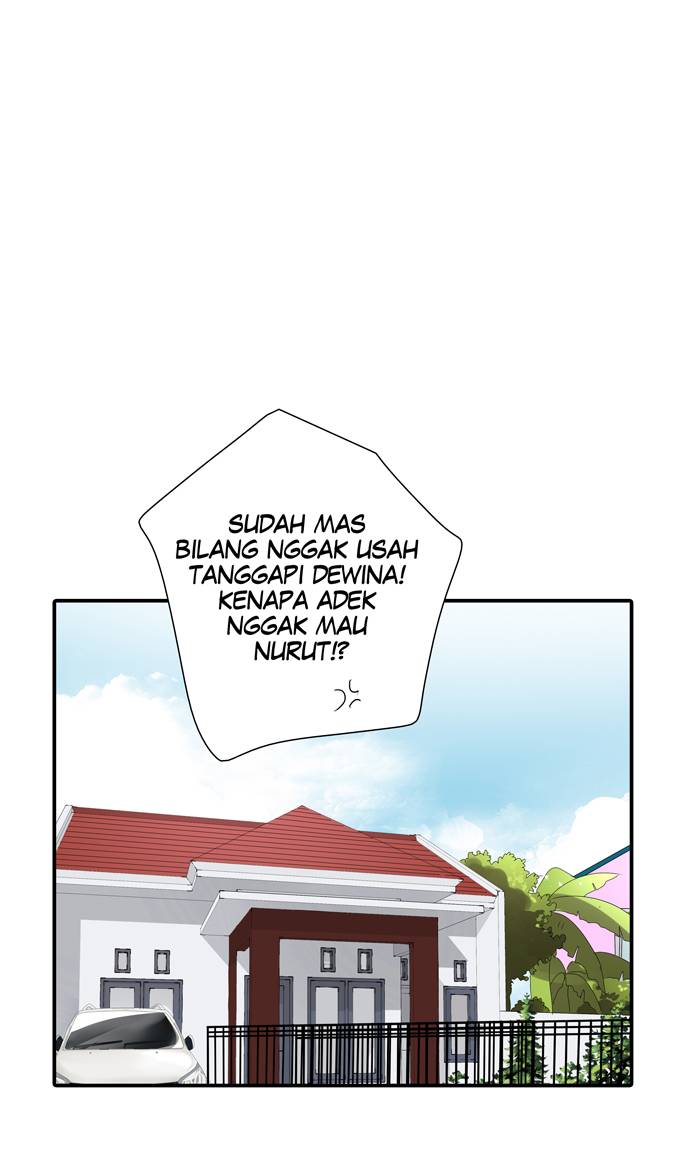 SUDAH MAS
BILANG NGGAK USAH
TANGGAPI DEWINA!
KENAPA ADEK
NGGAK MAU
NURUT!?